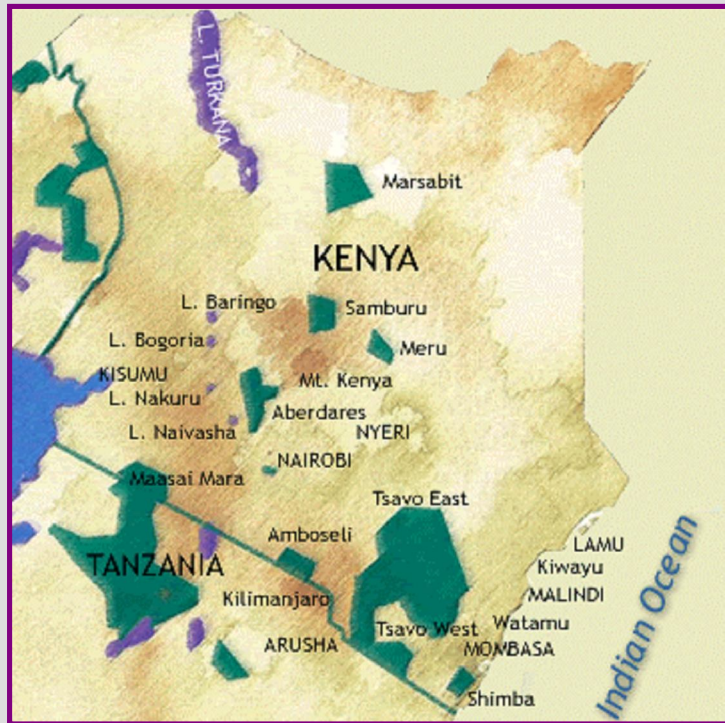 L. TURKANA
Marsabit
KENYA
L. Baringo
Samburu
L. Bogoria
Meru
KISUMU
Mt. Kenya
L. Nakuru
Aberdares
L. Naivasha
NYERI
NAIROBI
Maasai Mara
Tsavo East
Amboseli
LAMU
TANZANIA
Kiwayu
Kilimanjaro
MALINDI
Watamu
Tsavo West
ARUSHA
MOMBASA
Shimba
Indian Ocean